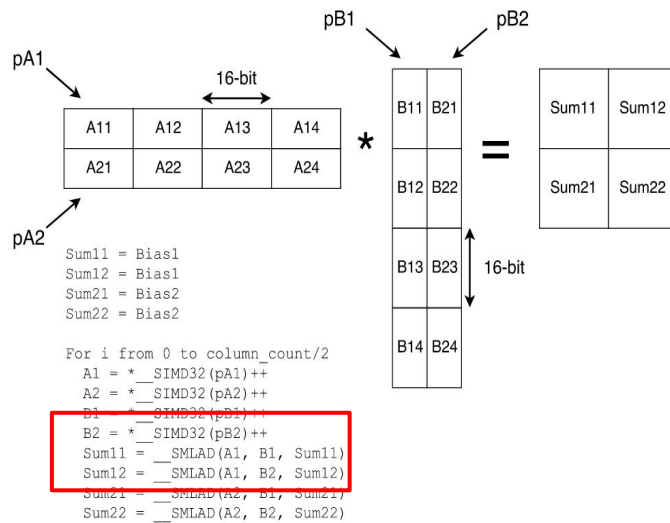 pB1 pB2
pA1
16-bit
A11 A12 A13 A14
A21 A22 A23 A24
*
=
B11 B21
B12 B22
B13 B23
B14 B24
16-bit
Sum11 Sum12
Sum21 Sum22
pA2
Sum11 = Bias1
Sum12 = Bias1
Sum21 = Bias2
Sum22 = Bias2
For i from 0 to column_count/2
A1 = *__SIMD32(pA1)++
A2 = *__SIMD32(pA2)++
B1 = *__SIMD32(pB1)++
B2 = *__SIMD32(pB2)++
Sum11 = __SMLAD(A1, B1, Sum11)
Sum12 = __SMLAD(A1, B2, Sum12)
Sum21 = __SMLAD(A2, B1, Sum21)
Sum22 = __SMLAD(A2, B2, Sum22)